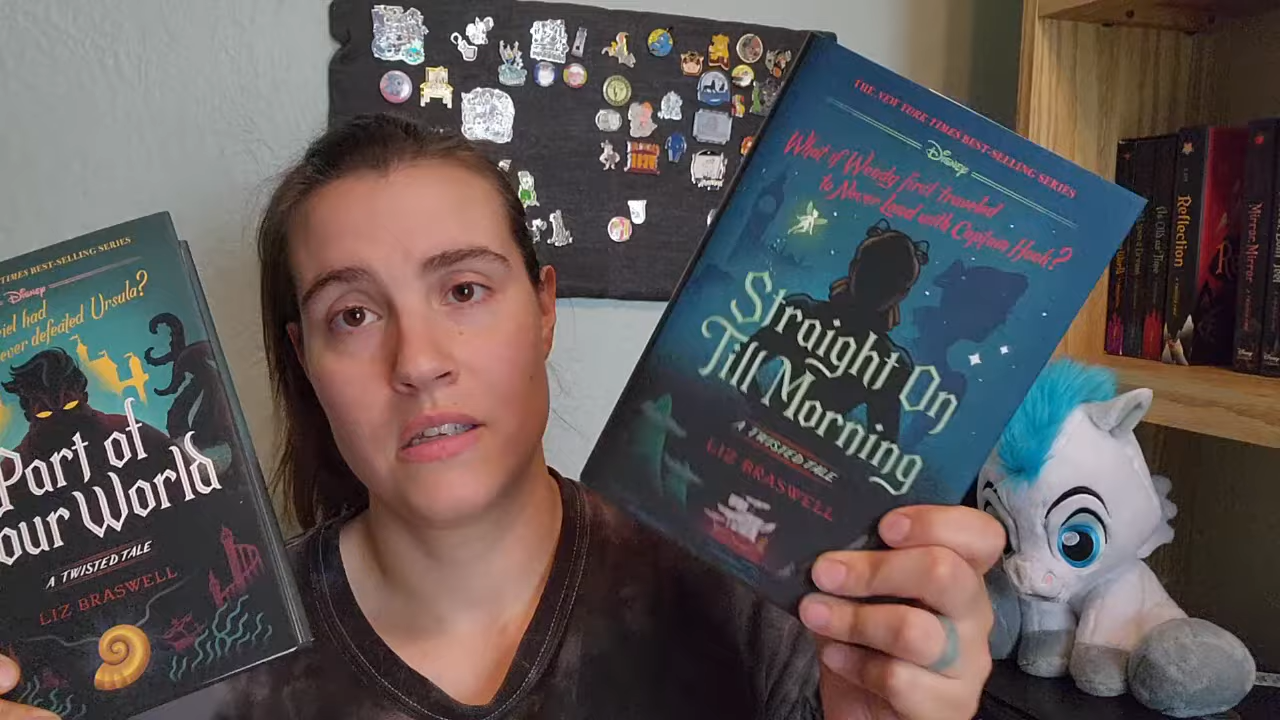 TIMES BEST-SELLING SERIES
Disney
iel had
ever defeated Ursula?
Part of
our World
A TWISTED TALE
LIZ BRASWELL
THE NEW YORK TIMES BEST-SELLING SERIES
Disney
What if Wendy first traveled
to Never Land with Captain Hook?
Straight On
Till Morning
A TWISTED TALE
LIZ BRASWELL
Reflection
Mirror, Mirror